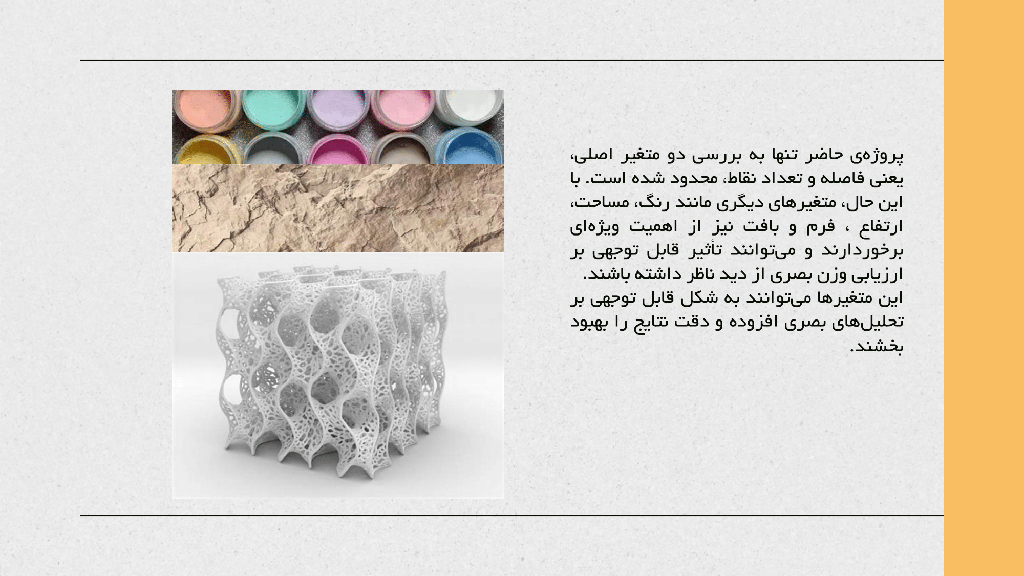 پروژه‌ی حاضر تنها به بررسی دو متغیر اصلی،
یعنی فاصله و تعداد نقاط، محدود شده است. با
این حال، متغیرهای دیگری مانند رنگ، مساحت،
ارتفاع ، فرم و بافت نیز از اهمیت ویژه‌ای
برخوردارند و می‌توانند تأثیر قابل توجهی بر
ارزیابی وزن بصری از دید ناظر داشته باشند.
این متغیرها می‌توانند به شکل قابل توجهی بر
تحلیل‌های بصری افزوده و دقت نتایج را بهبود
بخشند.